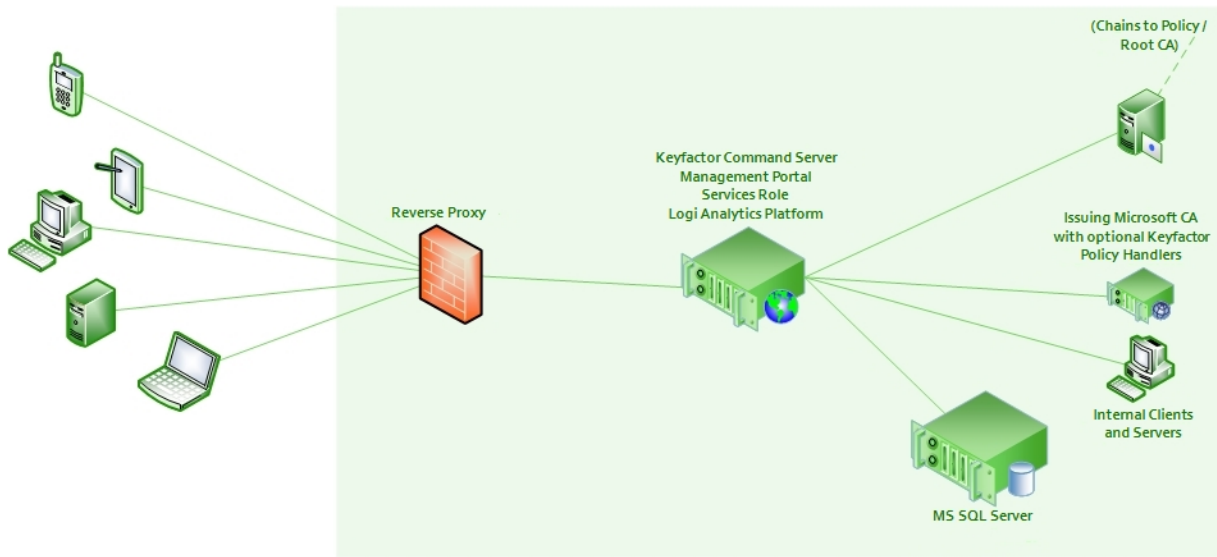 (Chains to Policy /
Root CA)
Keyfactor Command Server
Management Portal
Services Role
Logi Analytics Platform
Reverse Proxy
Issuing Microsoft CA
with optional Keyfactor
Policy Handlers
Internal Clients
and Servers
MS SQL Server